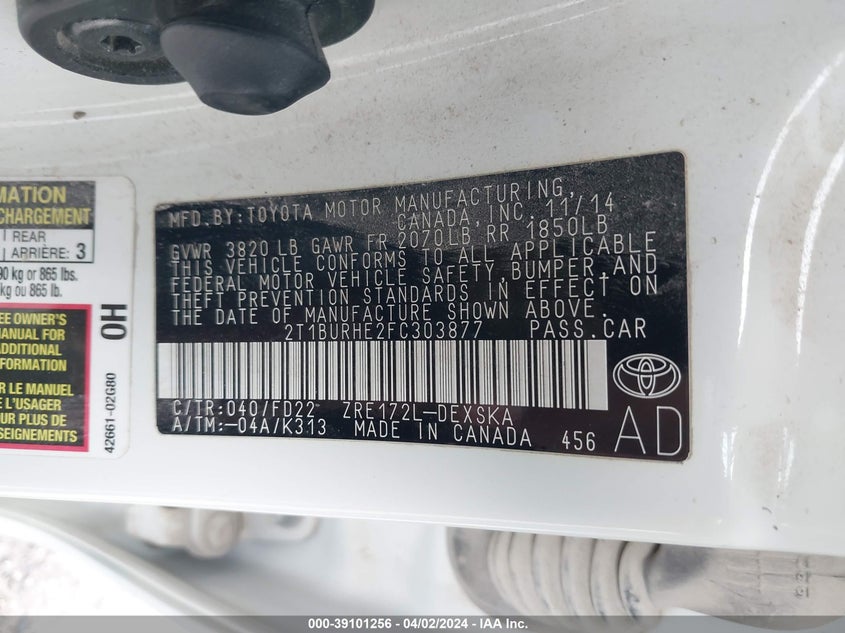 MATION
CHARGEMENT
REAR
ARRIÈRE: 3
90 kg or 865 lbs.
kg ou 865 lb.
OH
EE OWNER'S
MANUAL FOR
ADDITIONAL
FORMATION
R LE MANUEL
E L'USAGER
OUR PLUS DE
SEIGNEMENTS
42661-02G80
MFD.BY:TOYOTA MOTOR MANUFACTURING,
CANADA, INC. 11/14
GVWR 3820 LB GAWR FR 2070LB, RR 1850LB
THIS VEHICLE CONFORMS TO ALL APPLICABLE
FEDERAL MOTOR VEHICLE SAFETY, BUMPER,AND
THEFT PREVENTION STANDARDS IN EFFECT ON
THE DATE OF MANUFACTURE SHOWN ABOVE.
2T1BURHE2FC303877 PASS.CAR
C/TR:040/FD22 ZRE172L-DEXSKA
A/TM:-04A/K313 MADE IN CANADA 456
AD
000-39101256 - 04/02/2024 - IAA Inc.